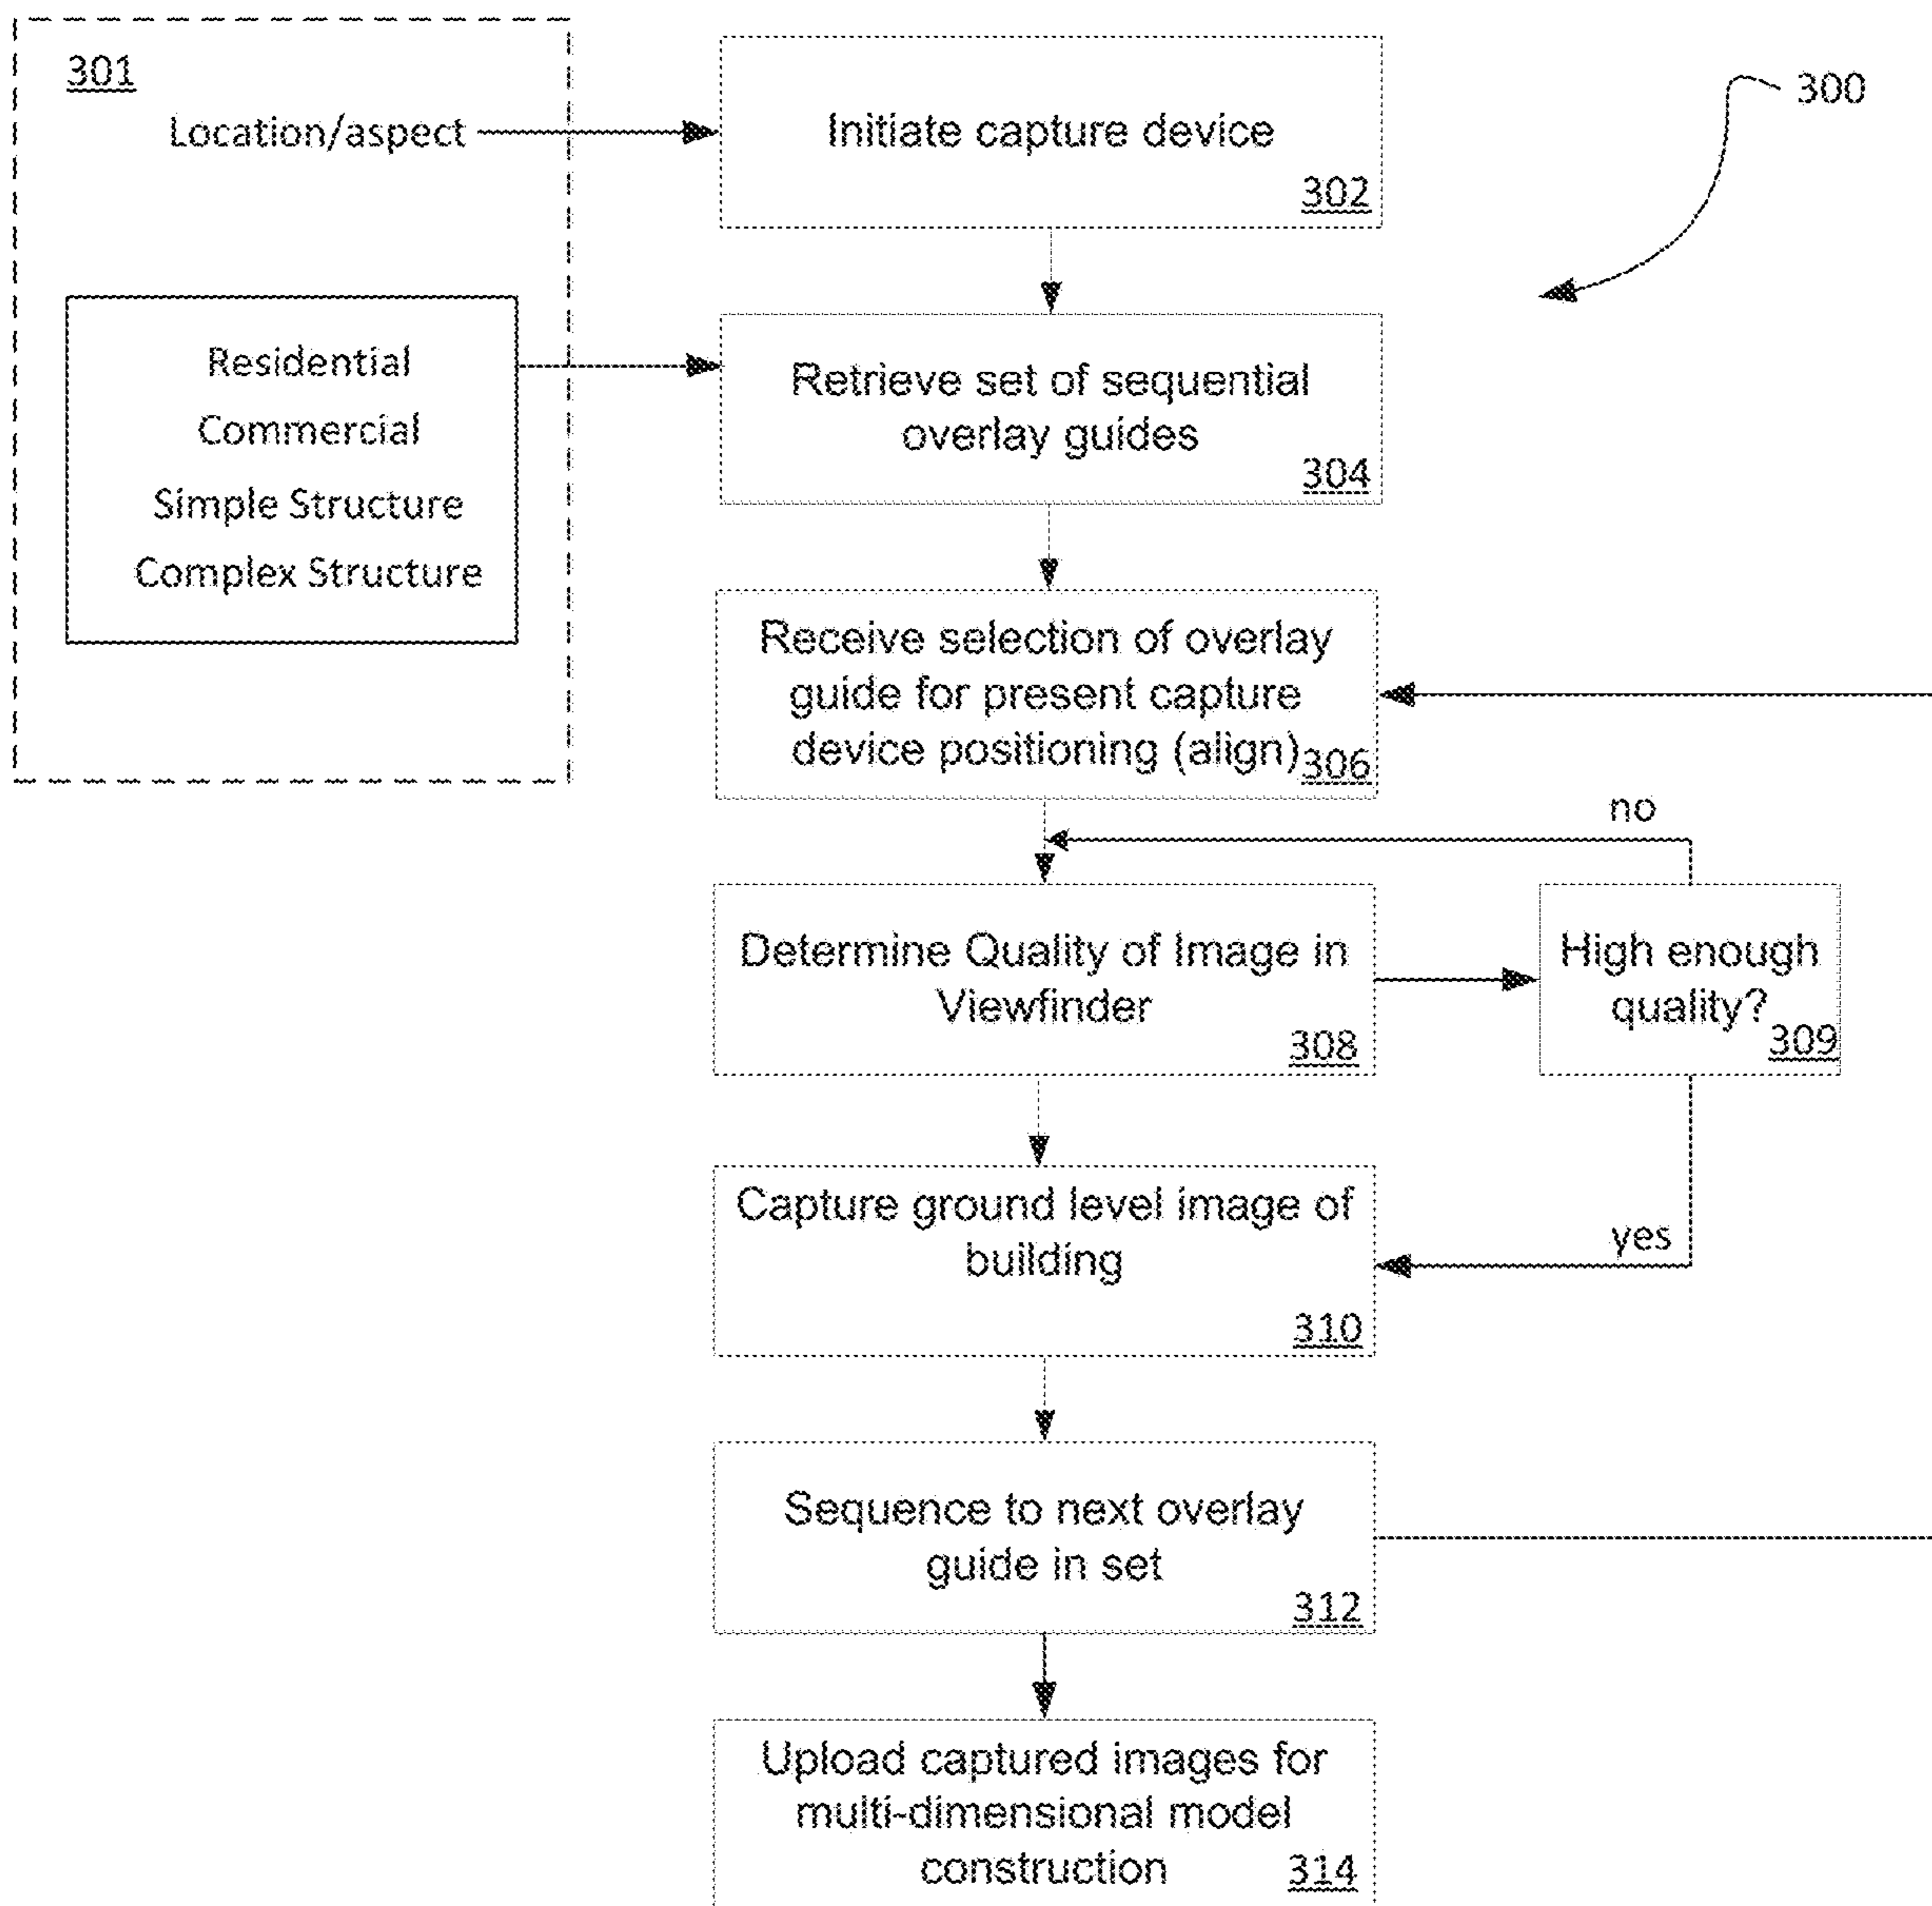 301
Location/aspect
Residential
Commercial
Simple Structure
Complex Structure
300
Initiate capture device
302
Retrieve set of sequential
overlay guides
304
Receive selection of overlay
guide for present capture
device positioning (align)
306
no
Determine Quality of Image in
Viewfinder
308
High enough
quality?
309
yes
Capture ground level image of
building
310
Sequence to next overlay
guide in set
312
Upload captured images for
multi-dimensional model
construction
314